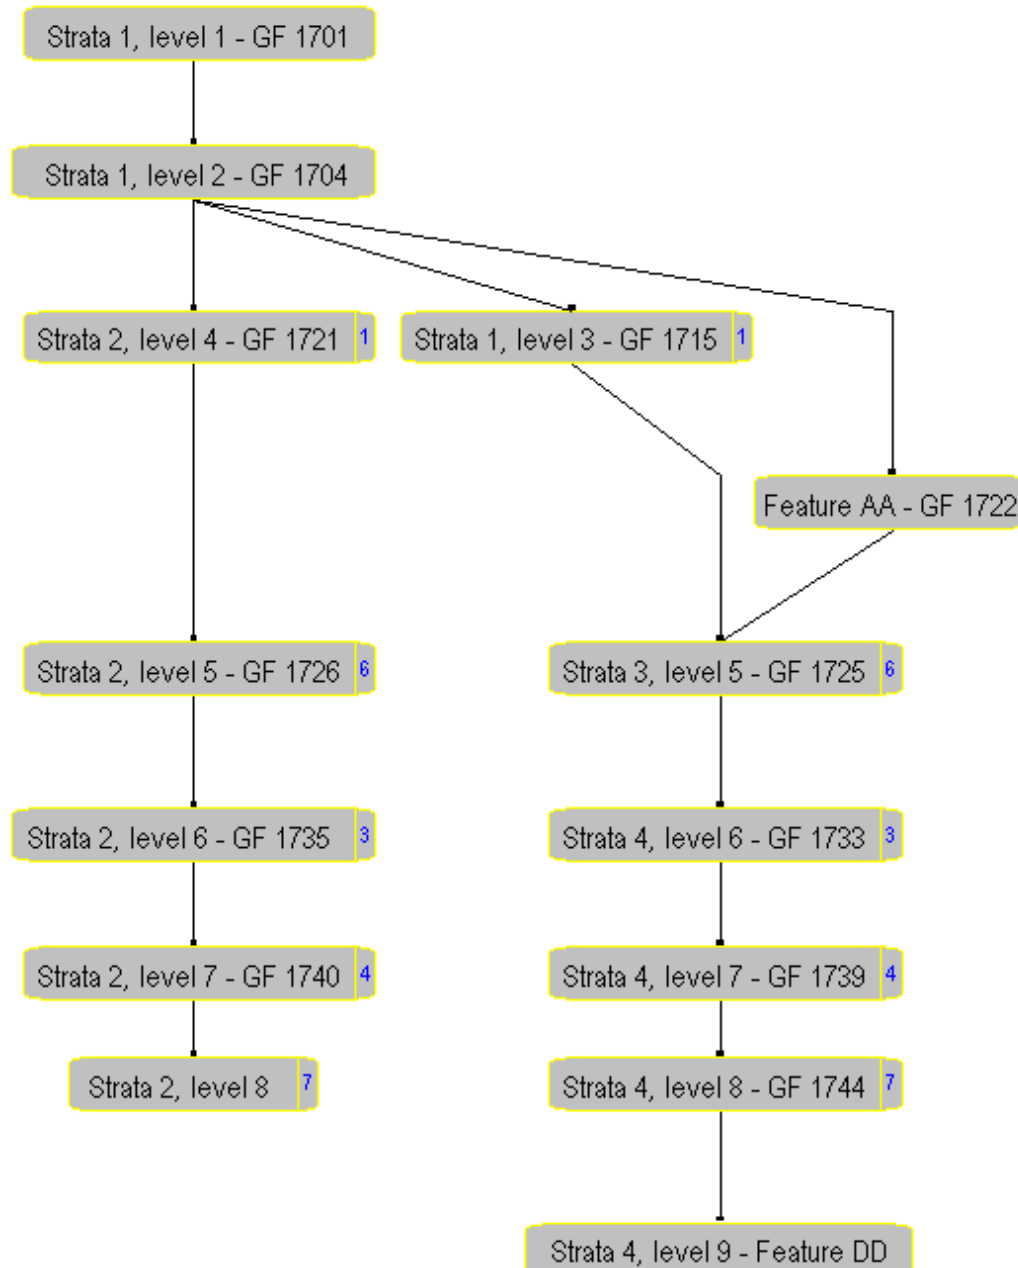 Strata 1, level 1 - GF 1701
Strata 1, level 2 - GF 1704
Strata 2, level 4 - GF 1721 1
Strata 1, level 3 - GF 1715 1
Feature AA - GF 1722
Strata 2, level 5 - GF 1726 6
Strata 3, level 5 - GF 1725 6
Strata 2, level 6 - GF 1735 3
Strata 4, level 6 - GF 1733 3
Strata 2, level 7 - GF 1740 4
Strata 4, level 7 - GF 1739 4
Strata 2, level 8 7
Strata 4, level 8 - GF 1744 7
Strata 4, level 9 - Feature DD